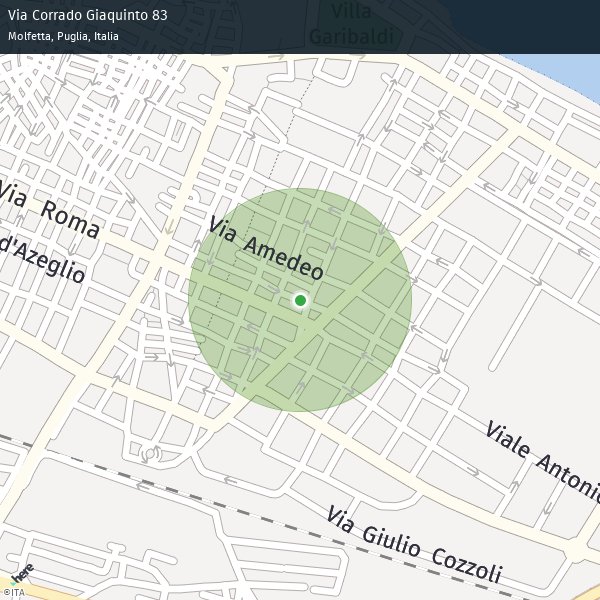 Via Corrado Giaquinto 83
Molfetta, Puglia, Italia
Villa
Garibaldi
Via Roma
d'Azeglio
Via Amedeo
Viale Antonio
Via Giulio Cozzoli
here
©ITA